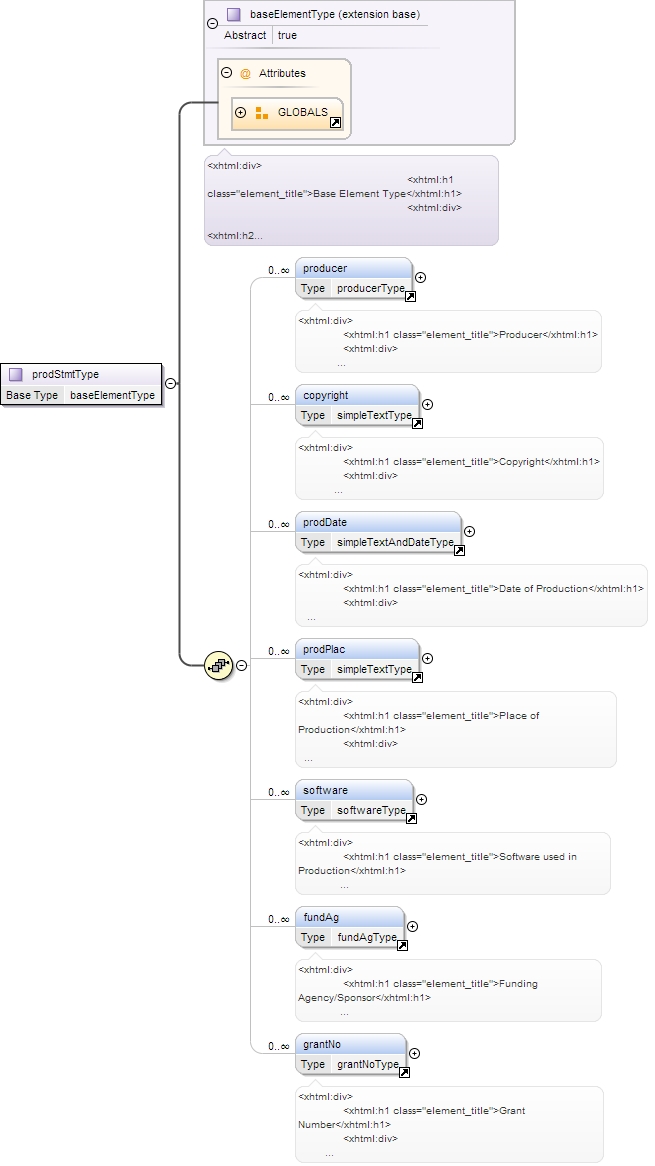 baseElementType (extension base)
Abstract true
@ Attributes
GLOBALS
<xhtml:div>
<xhtml:h1
class="element_title">Base Element Type</xhtml:h1>
<xhtml:div>
<xhtml:h2...
prodStmtType
Base Type baseElementType
0..∞ producer
Type producerType
<xhtml:div>
<xhtml:h1 class="element_title">Producer</xhtml:h1>
<xhtml:div>
...
0..∞ copyright
Type simpleTextType
<xhtml:div>
<xhtml:h1 class="element_title">Copyright</xhtml:h1>
<xhtml:div>
...
0..∞ prodDate
Type simpleTextAndDateType
<xhtml:div>
<xhtml:h1 class="element_title">Date of Production</xhtml:h1>
<xhtml:div>
...
0..∞ prodPlac
Type simpleTextType
<xhtml:div>
<xhtml:h1 class="element_title">Place of
Production</xhtml:h1>
<xhtml:div>
...
0..∞ software
Type softwareType
<xhtml:div>
<xhtml:h1 class="element_title">Software used in
Production</xhtml:h1>
...
0..∞ fundAg
Type fundAgType
<xhtml:div>
<xhtml:h1 class="element_title">Funding
Agency/Sponsor</xhtml:h1>
...
0..∞ grantNo
Type grantNoType
<xhtml:div>
<xhtml:h1 class="element_title">Grant
Number</xhtml:h1>
<xhtml:div>
...